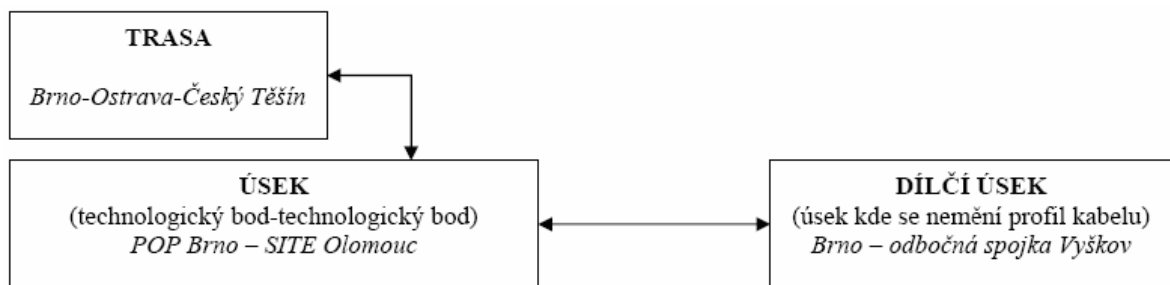 TRASA
Brno-Ostrava-Český Těšín
ÚSEK
(technologický bod-technologický bod)
POP Brno – SITE Olomouc
DÍLČÍ ÚSEK
(úsek kde se nemění profil kabelu)
Brno – odbočná spojka Vyškov